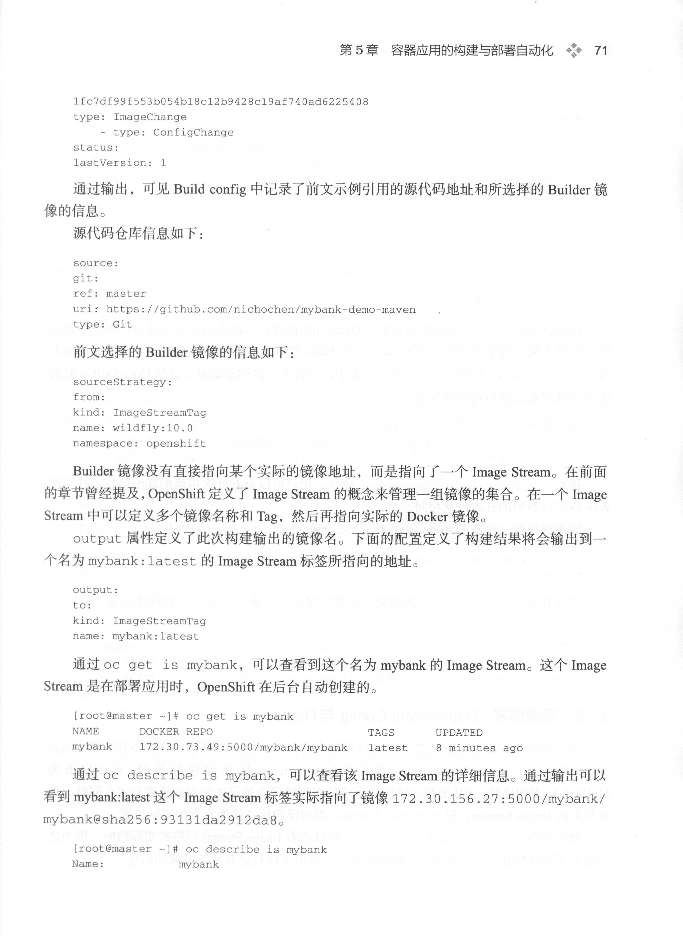 第 5 章 容器应用的构建与部署自动化 71
1fc7df99f553b054b18c12b9428c19af740ad6225408
type: ImageChange
- type: ConfigChange
status:
lastVersion: 1
通过输出，可见 Build config 中记录了前文示例引用的源代码地址和所选择的 Builder 镜
像的信息。
源代码仓库信息如下：
source:
git:
ref: master
uri: https://github.com/nichochen/mybank-demo-maven
type: Git
前文选择的 Builder 镜像的信息如下：
sourceStrategy:
from:
kind: ImageStreamTag
name: wildfly:10.0
namespace: openshift
Builder 镜像没有直接指向某个实际的镜像地址，而是指向了一个 Image Stream。在前面
的章节曾经提及，OpenShift 定义了 Image Stream 的概念来管理一组镜像的集合。在一个 Image
Stream 中可以定义多个镜像名称和 Tag，然后再指向实际的 Docker 镜像。
output 属性定义了此次构建输出的镜像名。下面的配置定义了构建结果将会输出到一
个名为 mybank:latest 的 Image Stream 标签所指向的地址。
output:
to:
kind: ImageStreamTag
name: mybank:latest
通过 oc get is mybank，可以查看到这个名为 mybank 的 Image Stream。这个 Image
Stream 是在部署应用时，OpenShift 在后台自动创建的。
[root@master ~]# oc get is mybank
NAME DOCKER REPO TAGS UPDATED
mybank 172.30.73.49:5000/mybank/mybank latest 8 minutes ago
通过 oc describe is mybank，可以查看该 Image Stream 的详细信息。通过输出可以
看到 mybank:latest 这个 Image Stream 标签实际指向了镜像 172.30.156.27:5000/mybank/
mybank@sha256:93131da2912da8。
[root@master ~]# oc describe is mybank
Name: mybank